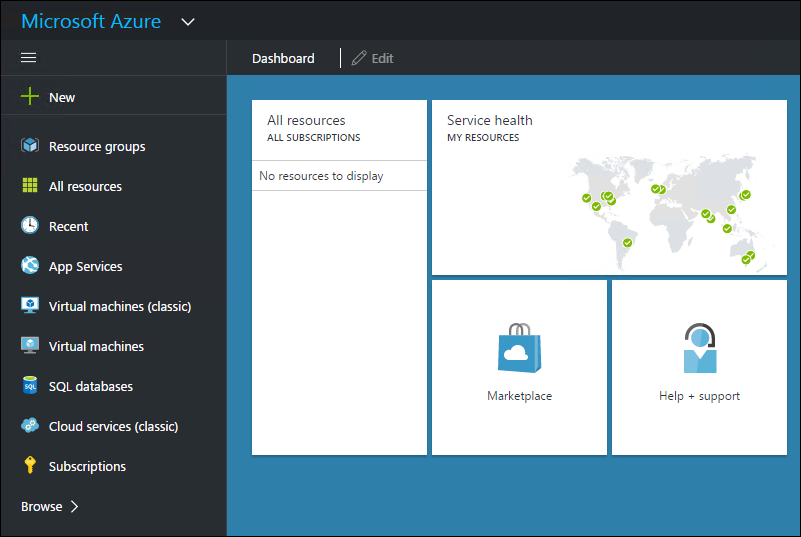 Microsoft Azure
Dashboard
Edit
New
Resource groups
All resources
Recent
App Services
Virtual machines (classic)
Virtual machines
SQL
SQL databases
Cloud services (classic)
Subscriptions
Browse
All resources
ALL SUBSCRIPTIONS
No resources to display
Service health
MY RESOURCES
Marketplace
Help + support